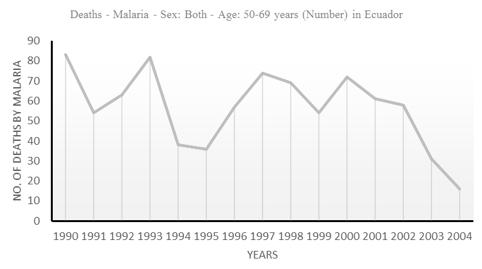 Deaths - Malaria - Sex: Both - Age: 50-69 years (Number) in Ecuador
90
80
70
60
50
40
30
20
10
0
NO. OF DEATHS BY MALARIA
1990 1991 1992 1993 1994 1995 1996 1997 1998 1999 2000 2001 2002 2003 2004
YEARS